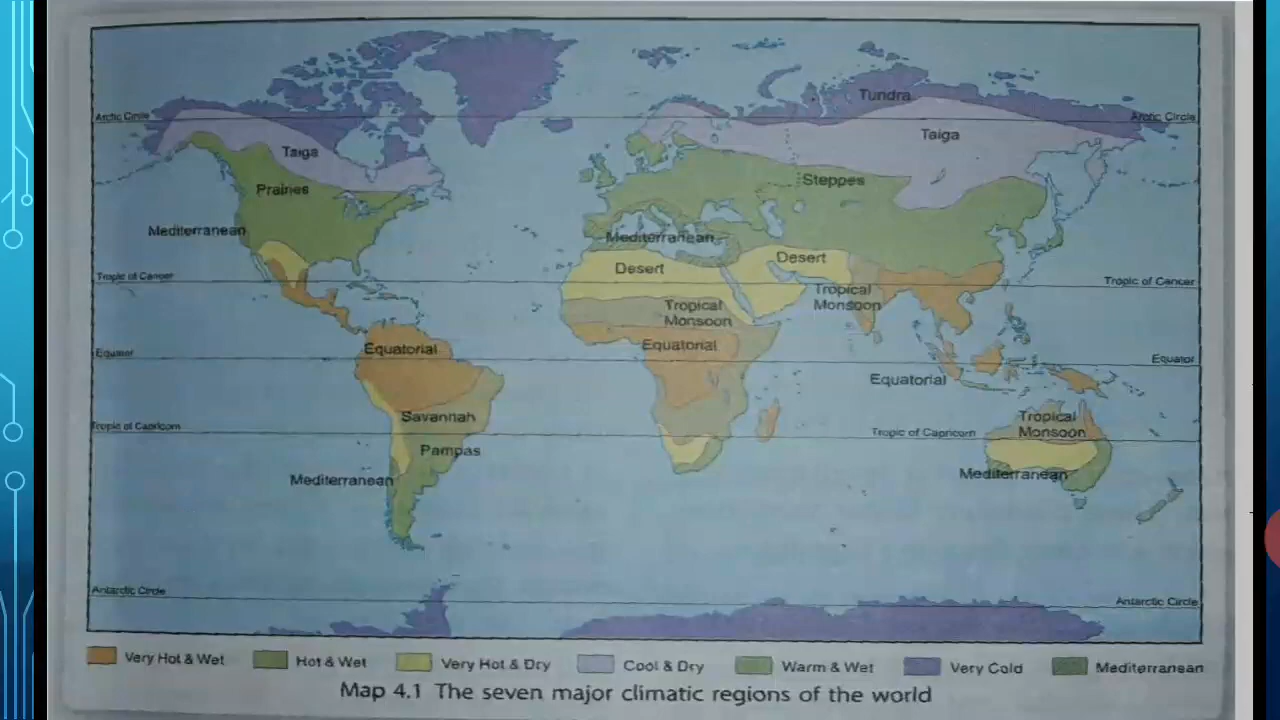 Tundra
Arctic Circle
Arctic Circle
Taiga
Taiga
Steppes
Prairies
Mediterranean
Mediterranean
Desert
Desert
Tropic of Cancer
Tropic of Cancer
Tropical
Monsoon
Tropical
Monsoon
Equatorial
Equatorial
Equator
Equator
Equatorial
Savannah
Tropical
Monsoon
Tropic of Capricorn
Tropic of Capricorn
Pampas
Mediterranean
Mediterranean
Antarctic Circle
Antarctic Circle
Very Hot & Wet
Hot & Wet
Very Hot & Dry
Cool & Dry
Warm & Wet
Very Cold
Mediterranean
Map 4.1 The seven major climatic regions of the world